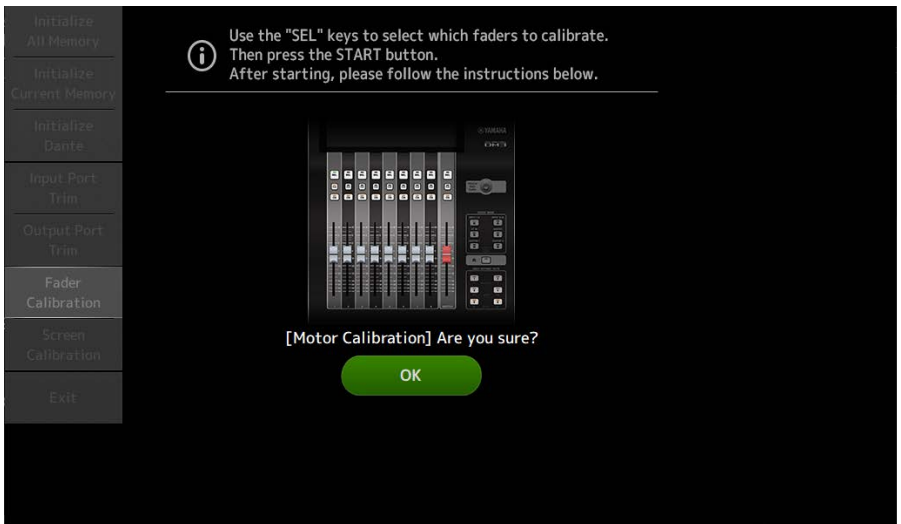 Initialize
All Memory
Initialize
Current Memory
Initialize
Dante
Input Port
Trim
Output Port
Trim
Fader
Calibration
Screen
Calibration
Exit
Use the "SEL" keys to select which faders to calibrate.
Then press the START button.
After starting, please follow the instructions below.
YAMAHA
[Motor Calibration] Are you sure?
OK